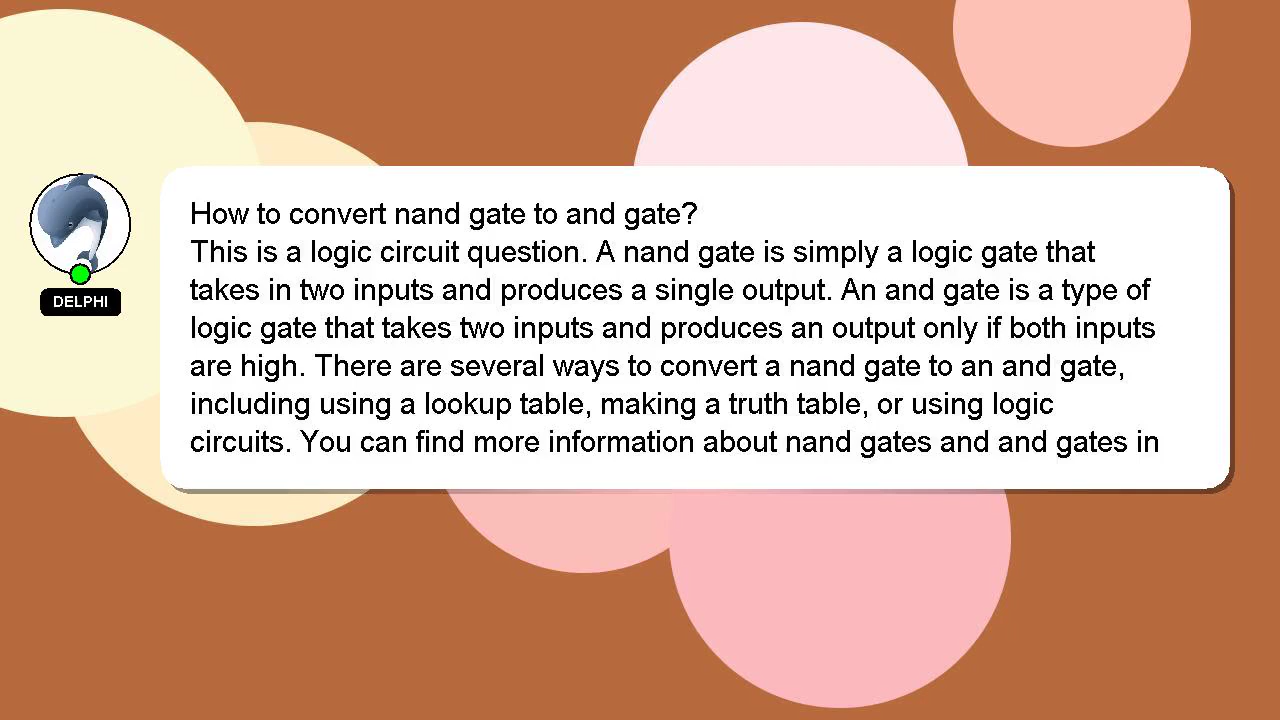 How to convert nand gate to and gate?
This is a logic circuit question. A nand gate is simply a logic gate that
takes in two inputs and produces a single output. An and gate is a type of
logic gate that takes two inputs and produces an output only if both inputs
are high. There are several ways to convert a nand gate to an and gate,
including using a lookup table, making a truth table, or using logic
circuits. You can find more information about nand gates and and gates in
DELPHI